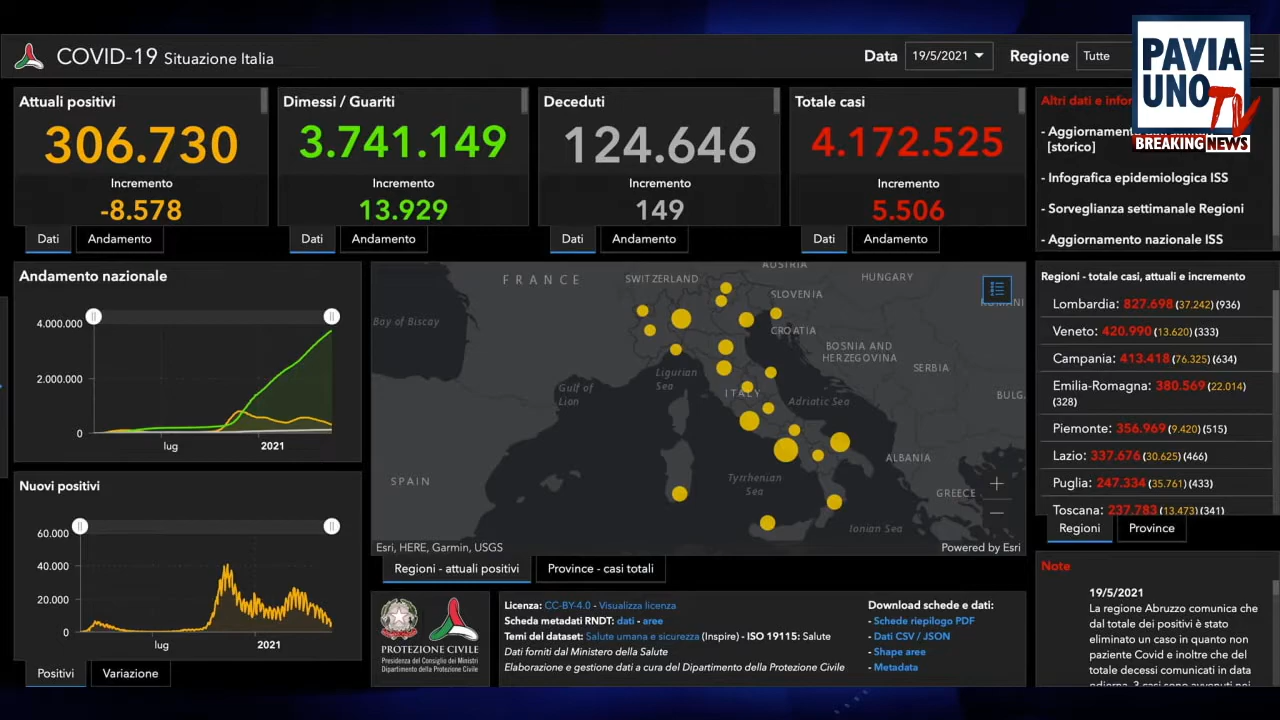 COVID-19 Situazione Italia
Data 19/5/2021 Regione Tutte
PAVIA
UNO TV
BREAKING NEWS
Attuali positivi
306.730
Incremento
-8.578
Dati Andamento
Dimessi / Guariti
3.741.149
Incremento
13.929
Dati Andamento
Deceduti
124.646
Incremento
149
Dati Andamento
Totale casi
4.172.525
Incremento
5.506
Dati Andamento
Altri dati e infor
- Aggiornamento
[storico]
- Infografica epidemiologica ISS
- Sorveglianza settimanale Regioni
- Aggiornamento nazionale ISS
Andamento nazionale
4.000.000
2.000.000
0
lug 2021
Nuovi positivi
60.000
40.000
20.000
0
lug 2021
Positivi Variazione
FRANCE
SWITZERLAND
AUSTRIA
HUNGARY
SLOVENIA
CROATIA
BOSNIA AND
HERZEGOVINA
SERBIA
BULG.
Bay of Biscay
Gulf of
Lion
Ligurian
Sea
ITALY
Adriatic Sea
ALBANIA
SPAIN
Tyrrhenian
Sea
GREECE
Ionian Sea
Esri, HERE, Garmin, USGS
Powered by Esri
Regioni - attuali positivi Province - casi totali
Regioni - totale casi, attuali e incremento
Lombardia: 827.698 (37.242) (936)
Veneto: 420.990 (13.620) (333)
Campania: 413.418 (76.325) (634)
Emilia-Romagna: 380.569 (22.014)
(328)
Piemonte: 356.969 (9.420) (515)
Lazio: 337.676 (30.625) (466)
Puglia: 247.334 (35.761) (433)
Toscana: 237.783 (13.473) (341)
Regioni Province
PROTEZIONE CIVILE
Presidenza del Consiglio dei Ministri
Dipartimento della Protezione Civile
Licenza: CC-BY-4.0 - Visualizza licenza
Scheda metadati RNDT: dati - aree
Temi del dataset: Salute umana e sicurezza (Inspire) - ISO 19115: Salute
Dati forniti dal Ministero della Salute
Elaborazione e gestione dati a cura del Dipartimento della Protezione Civile
Download schede e dati:
- Schede riepilogo PDF
- Dati CSV / JSON
- Shape aree
- Metadata
Note
19/5/2021
La regione Abruzzo comunica che
dal totale dei positivi è stato
eliminato un caso in quanto non
paziente Covid e inoltre che del
totale decessi comunicati in data
odierna, 3 casi sono avvenuti nei